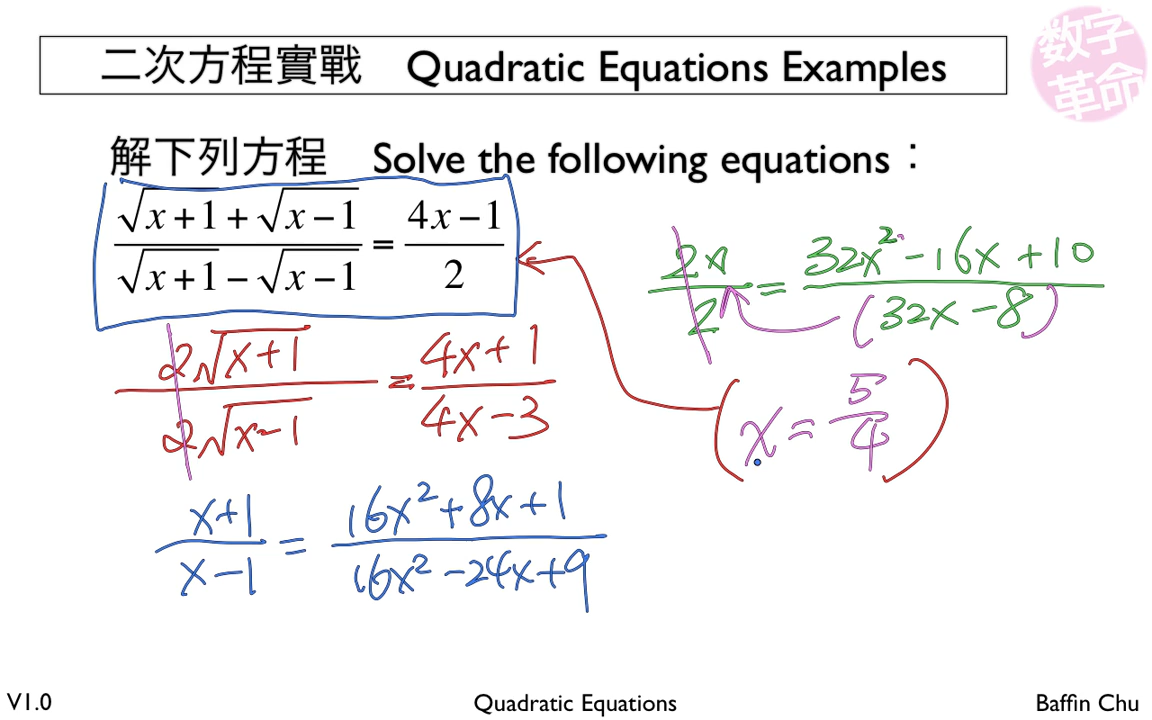 二次方程實戰 Quadratic Equations Examples
数字
革命
解下列方程 Solve the following equations：
(√(x+1) + √(x−1)) / (√(x+1) − √(x−1)) = (4x−1) / 2
2√(x+1) / 2√(x−1) = (4x+1) / (4x−3)
(x+1) / (x−1) = (16x²+8x+1) / (16x²−24x+9)
2x / 2 = (32x²−16x+10) / (32x−8)
(x = 5/4)
V1.0
Quadratic Equations
Baffin Chu